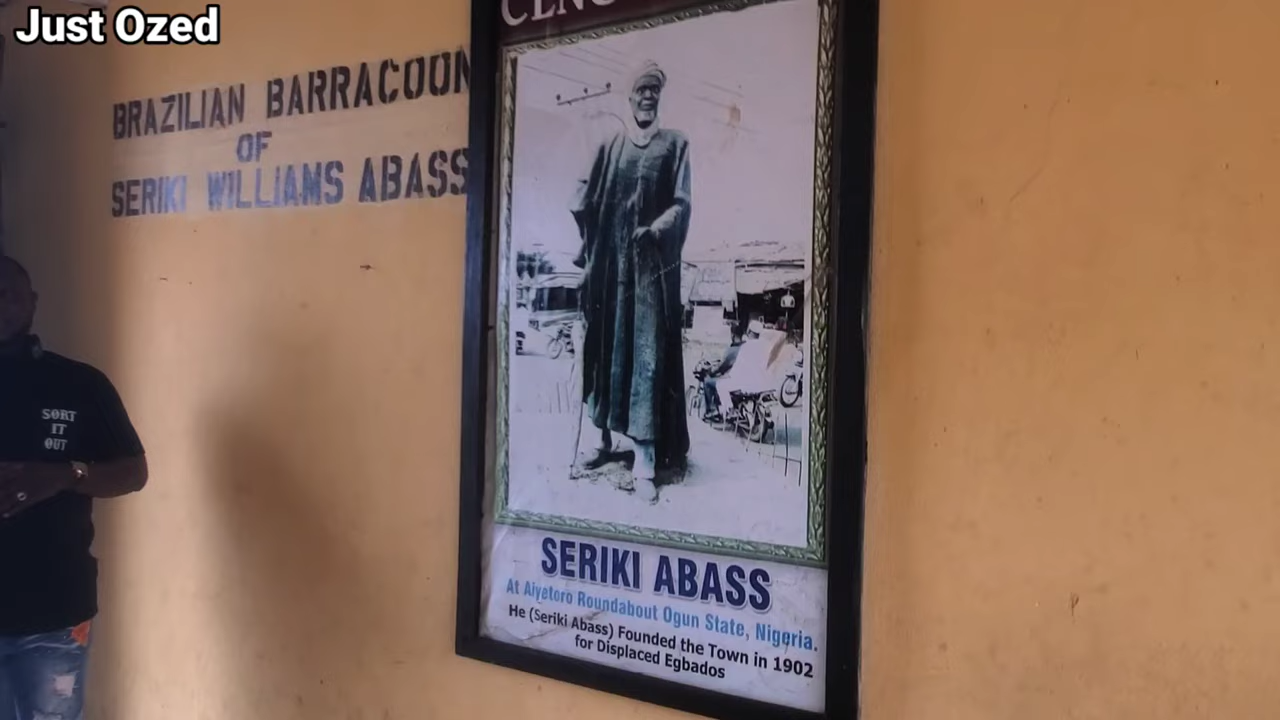 Just Ozed
BRAZILIAN BARRACOON
OF
SERIKI WILLIAMS ABASS
SERIKI ABASS
At Aiyetoro Roundabout Ogun State, Nigeria.
He (Seriki Abass) Founded the Town in 1902
for Displaced Egbados
SORT
IT
OUT